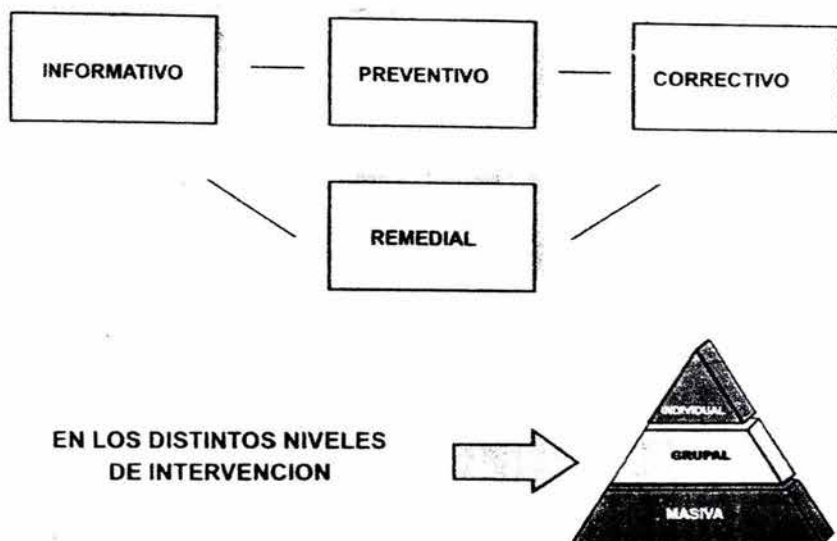 INFORMATIVO
PREVENTIVO
CORRECTIVO
REMEDIAL
EN LOS DISTINTOS NIVELES
DE INTERVENCION
INDIVIDUAL
GRUPAL
MASIVA